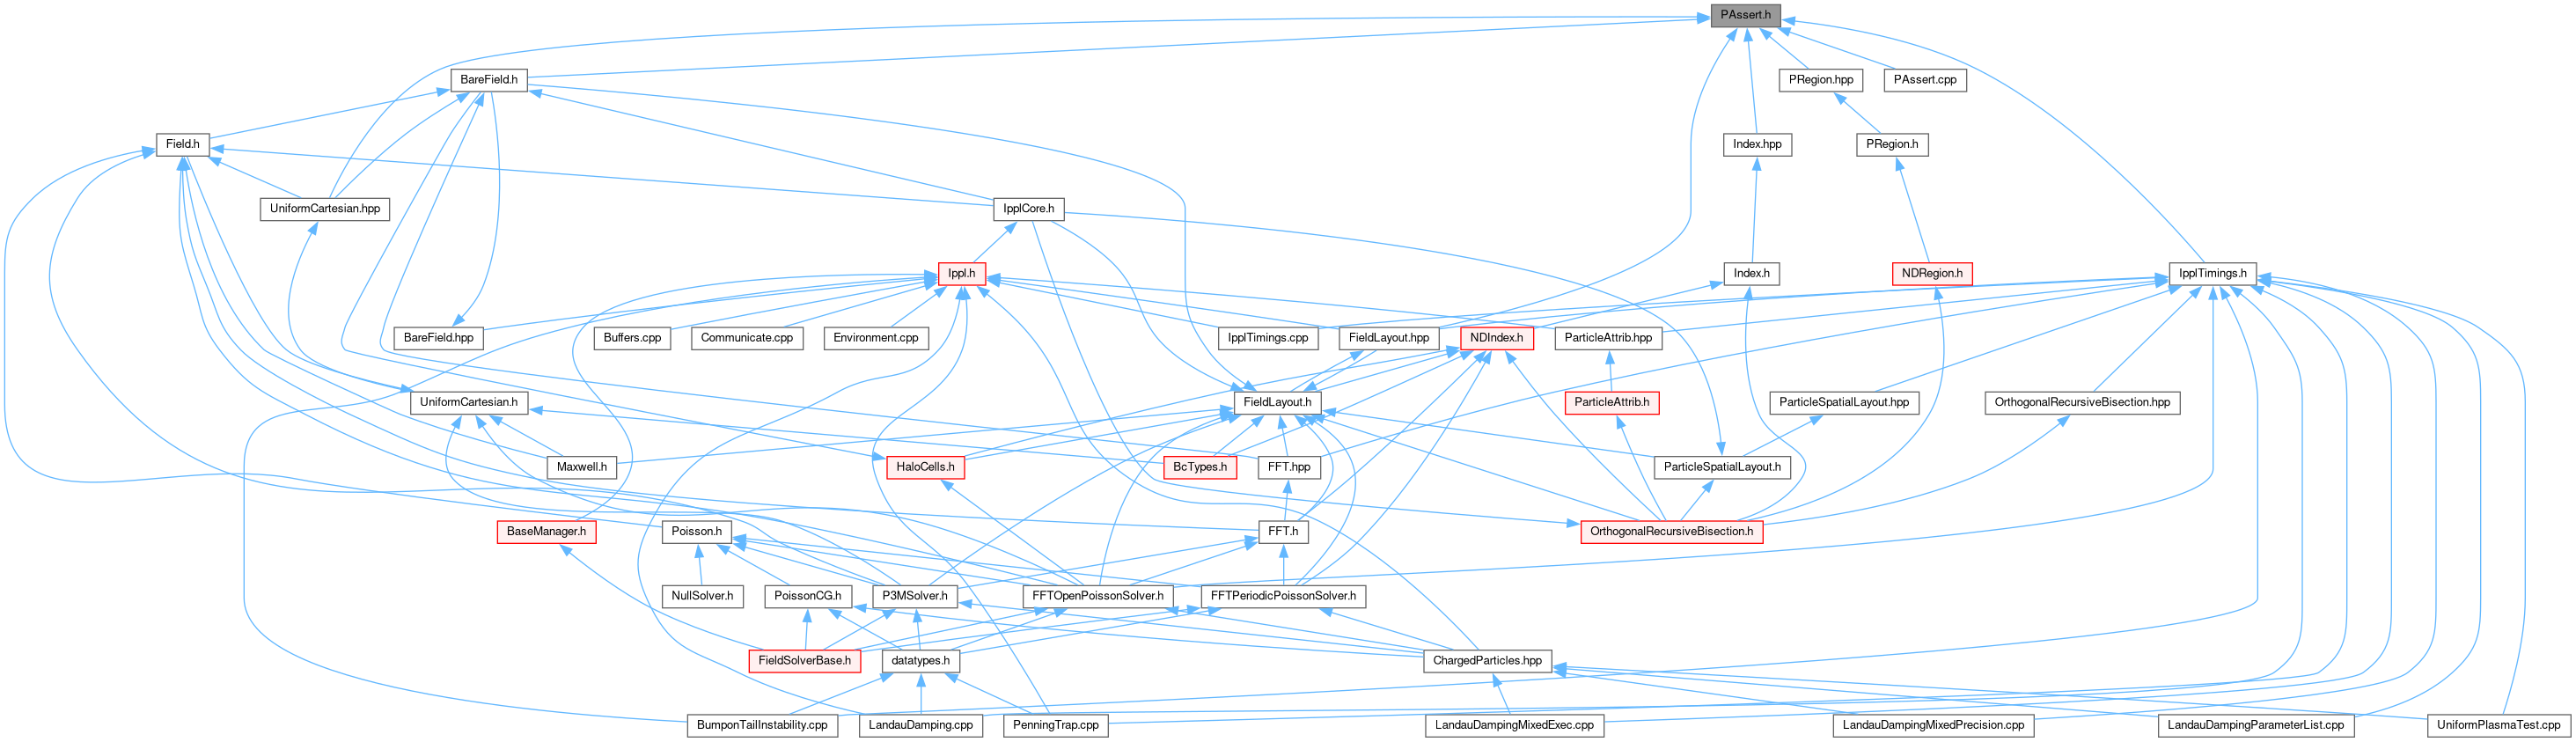 PAssert.h
BareField.h
PRegion.hpp
PAssert.cpp
Field.h
Index.hpp
PRegion.h
UniformCartesian.hpp
IpplCore.h
Ippl.h
Index.h
NDRegion.h
IpplTimings.h
BareField.hpp
Buffers.cpp
Communicate.cpp
Environment.cpp
IpplTimings.cpp
FieldLayout.hpp
NDIndex.h
ParticleAttrib.hpp
UniformCartesian.h
FieldLayout.h
ParticleAttrib.h
ParticleSpatialLayout.hpp
OrthogonalRecursiveBisection.hpp
Maxwell.h
HaloCells.h
BcTypes.h
FFT.hpp
ParticleSpatialLayout.h
BaseManager.h
Poisson.h
FFT.h
OrthogonalRecursiveBisection.h
NullSolver.h
PoissonCG.h
P3MSolver.h
FFTOpenPoissonSolver.h
FFTPeriodicPoissonSolver.h
FieldSolverBase.h
datatypes.h
ChargedParticles.hpp
BumponTailInstability.cpp
LandauDamping.cpp
PenningTrap.cpp
LandauDampingMixedExec.cpp
LandauDampingMixedPrecision.cpp
LandauDampingParameterList.cpp
UniformPlasmaTest.cpp